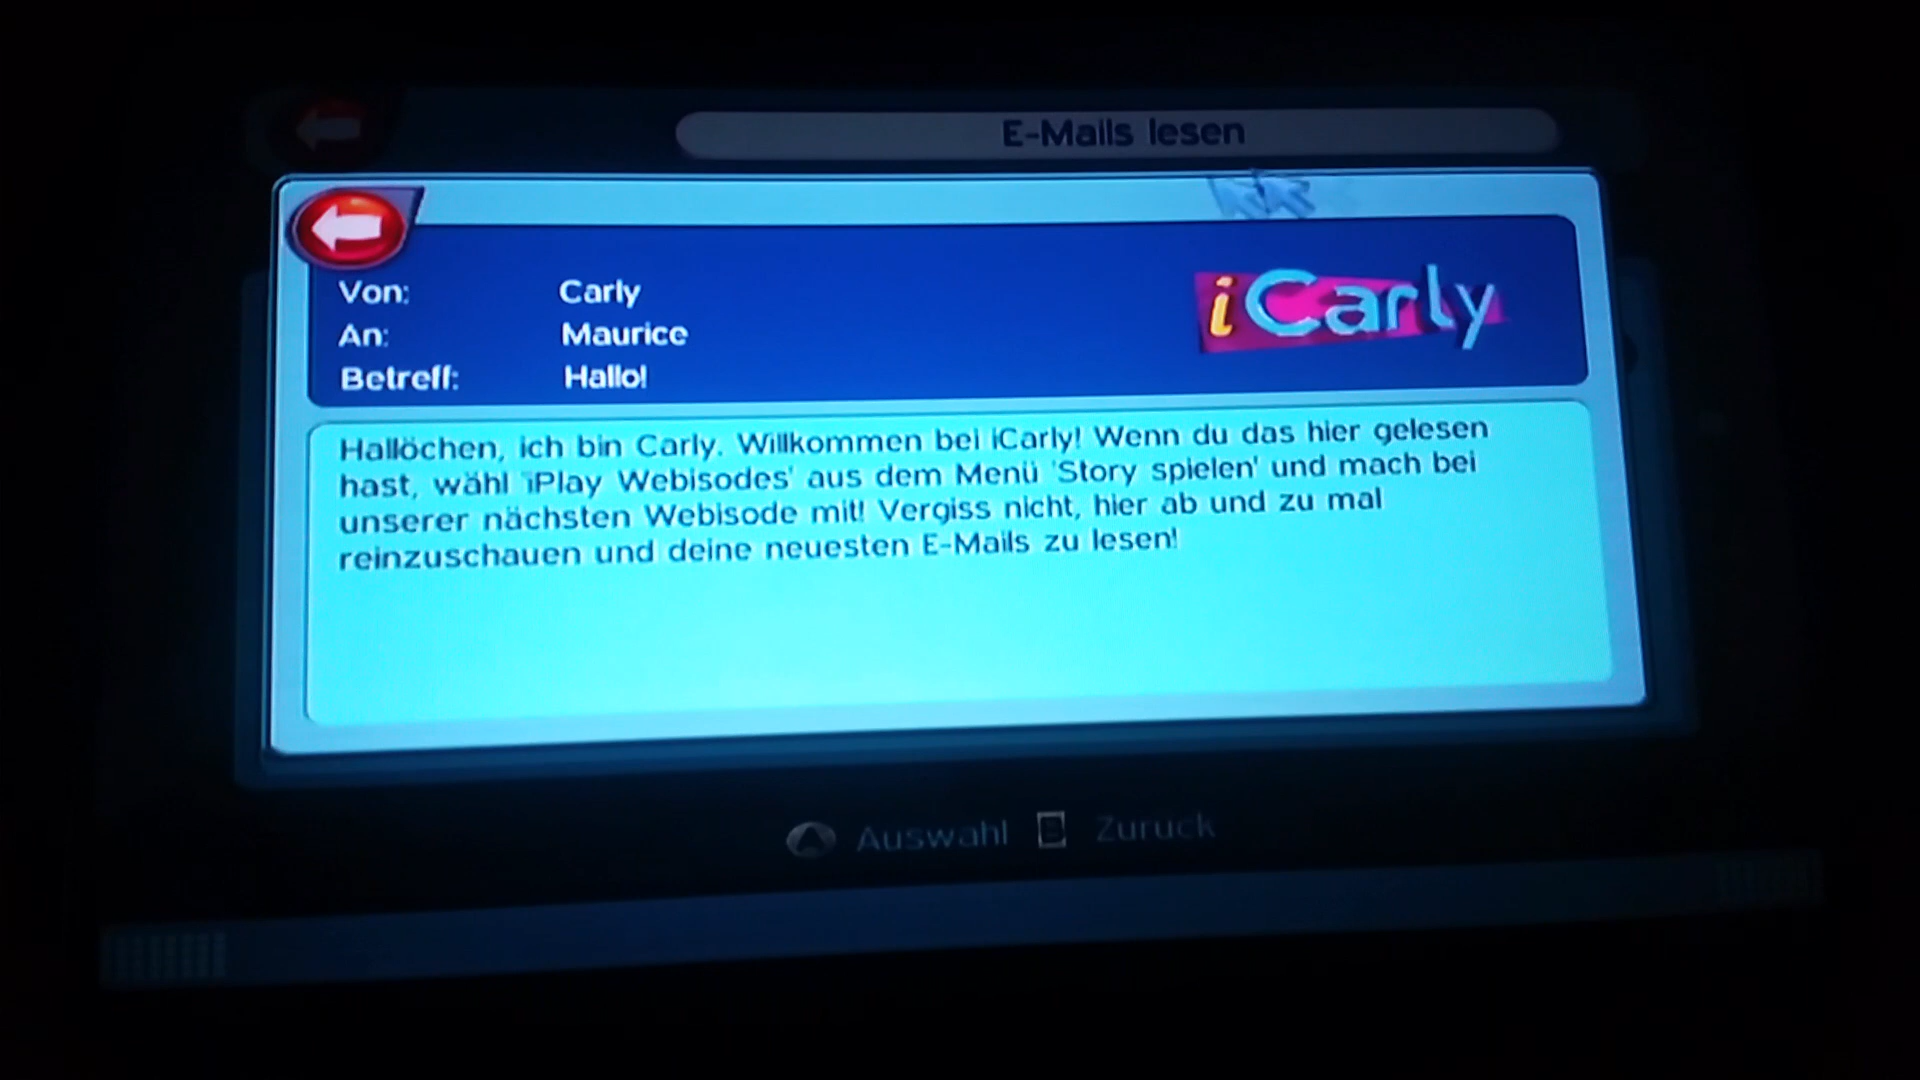 E-Mails lesen
Von: Carly
An: Maurice
Betreff: Hallo!
iCarly
Hallöchen, ich bin Carly. Willkommen bei iCarly! Wenn du das hier gelesen
hast, wähl 'iPlay Webisodes' aus dem Menü 'Story spielen' und mach bei
unserer nächsten Webisode mit! Vergiss nicht, hier ab und zu mal
reinzuschauen und deine neuesten E-Mails zu lesen!
A Auswahl B Zurück